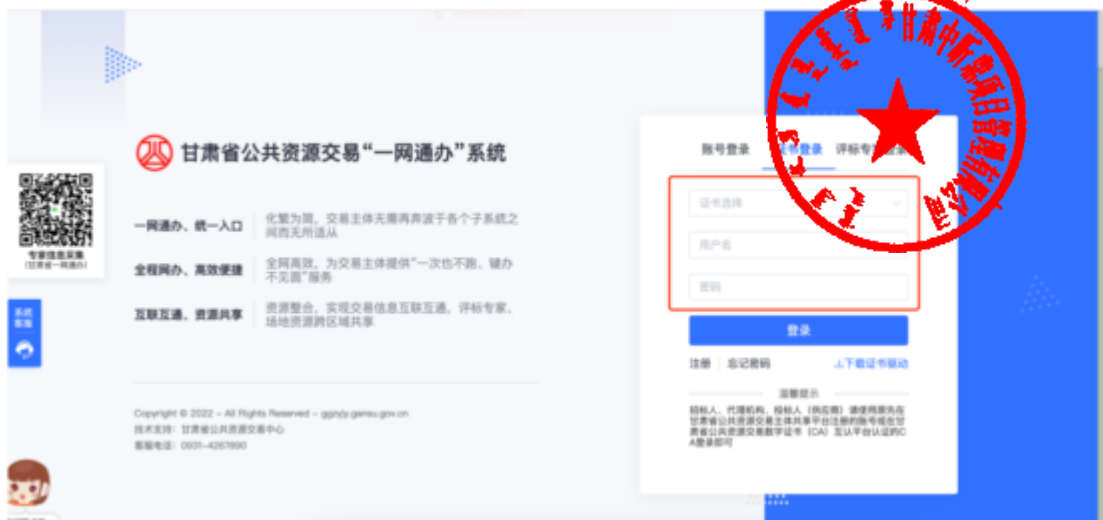 甘肃省公共资源交易“一网通办”系统
一网通办、统一入口
化繁为简，交易主体无需再奔波于各个子系统之
间而无所适从
全程网办、高效便捷
全网高效，为交易主体提供“一次也不跑、键办
不见面”服务
互联互通、资源共享
资源整合，实现交易信息互联互通，评标专家、
场地资源跨区域共享
Copyright © 2022 - All Rights Reserved - ggzyjy.gansu.gov.cn
技术支持：甘肃省公共资源交易中心
客服电话：0931-4267890
专家信息采集
(甘肃省一网通办)
系统
客服
账号登录 证书登录 评标专
证书选择
用户名
密码
登录
注册 忘记密码 下载证书驱动
温馨提示
招标人、代理机构、投标人（供应商）请使用原先在
甘肃省公共资源交易主体共享平台注册的账号或在甘
肃省公共资源交易数字证书（CA）互认平台认证的C
A登录即可